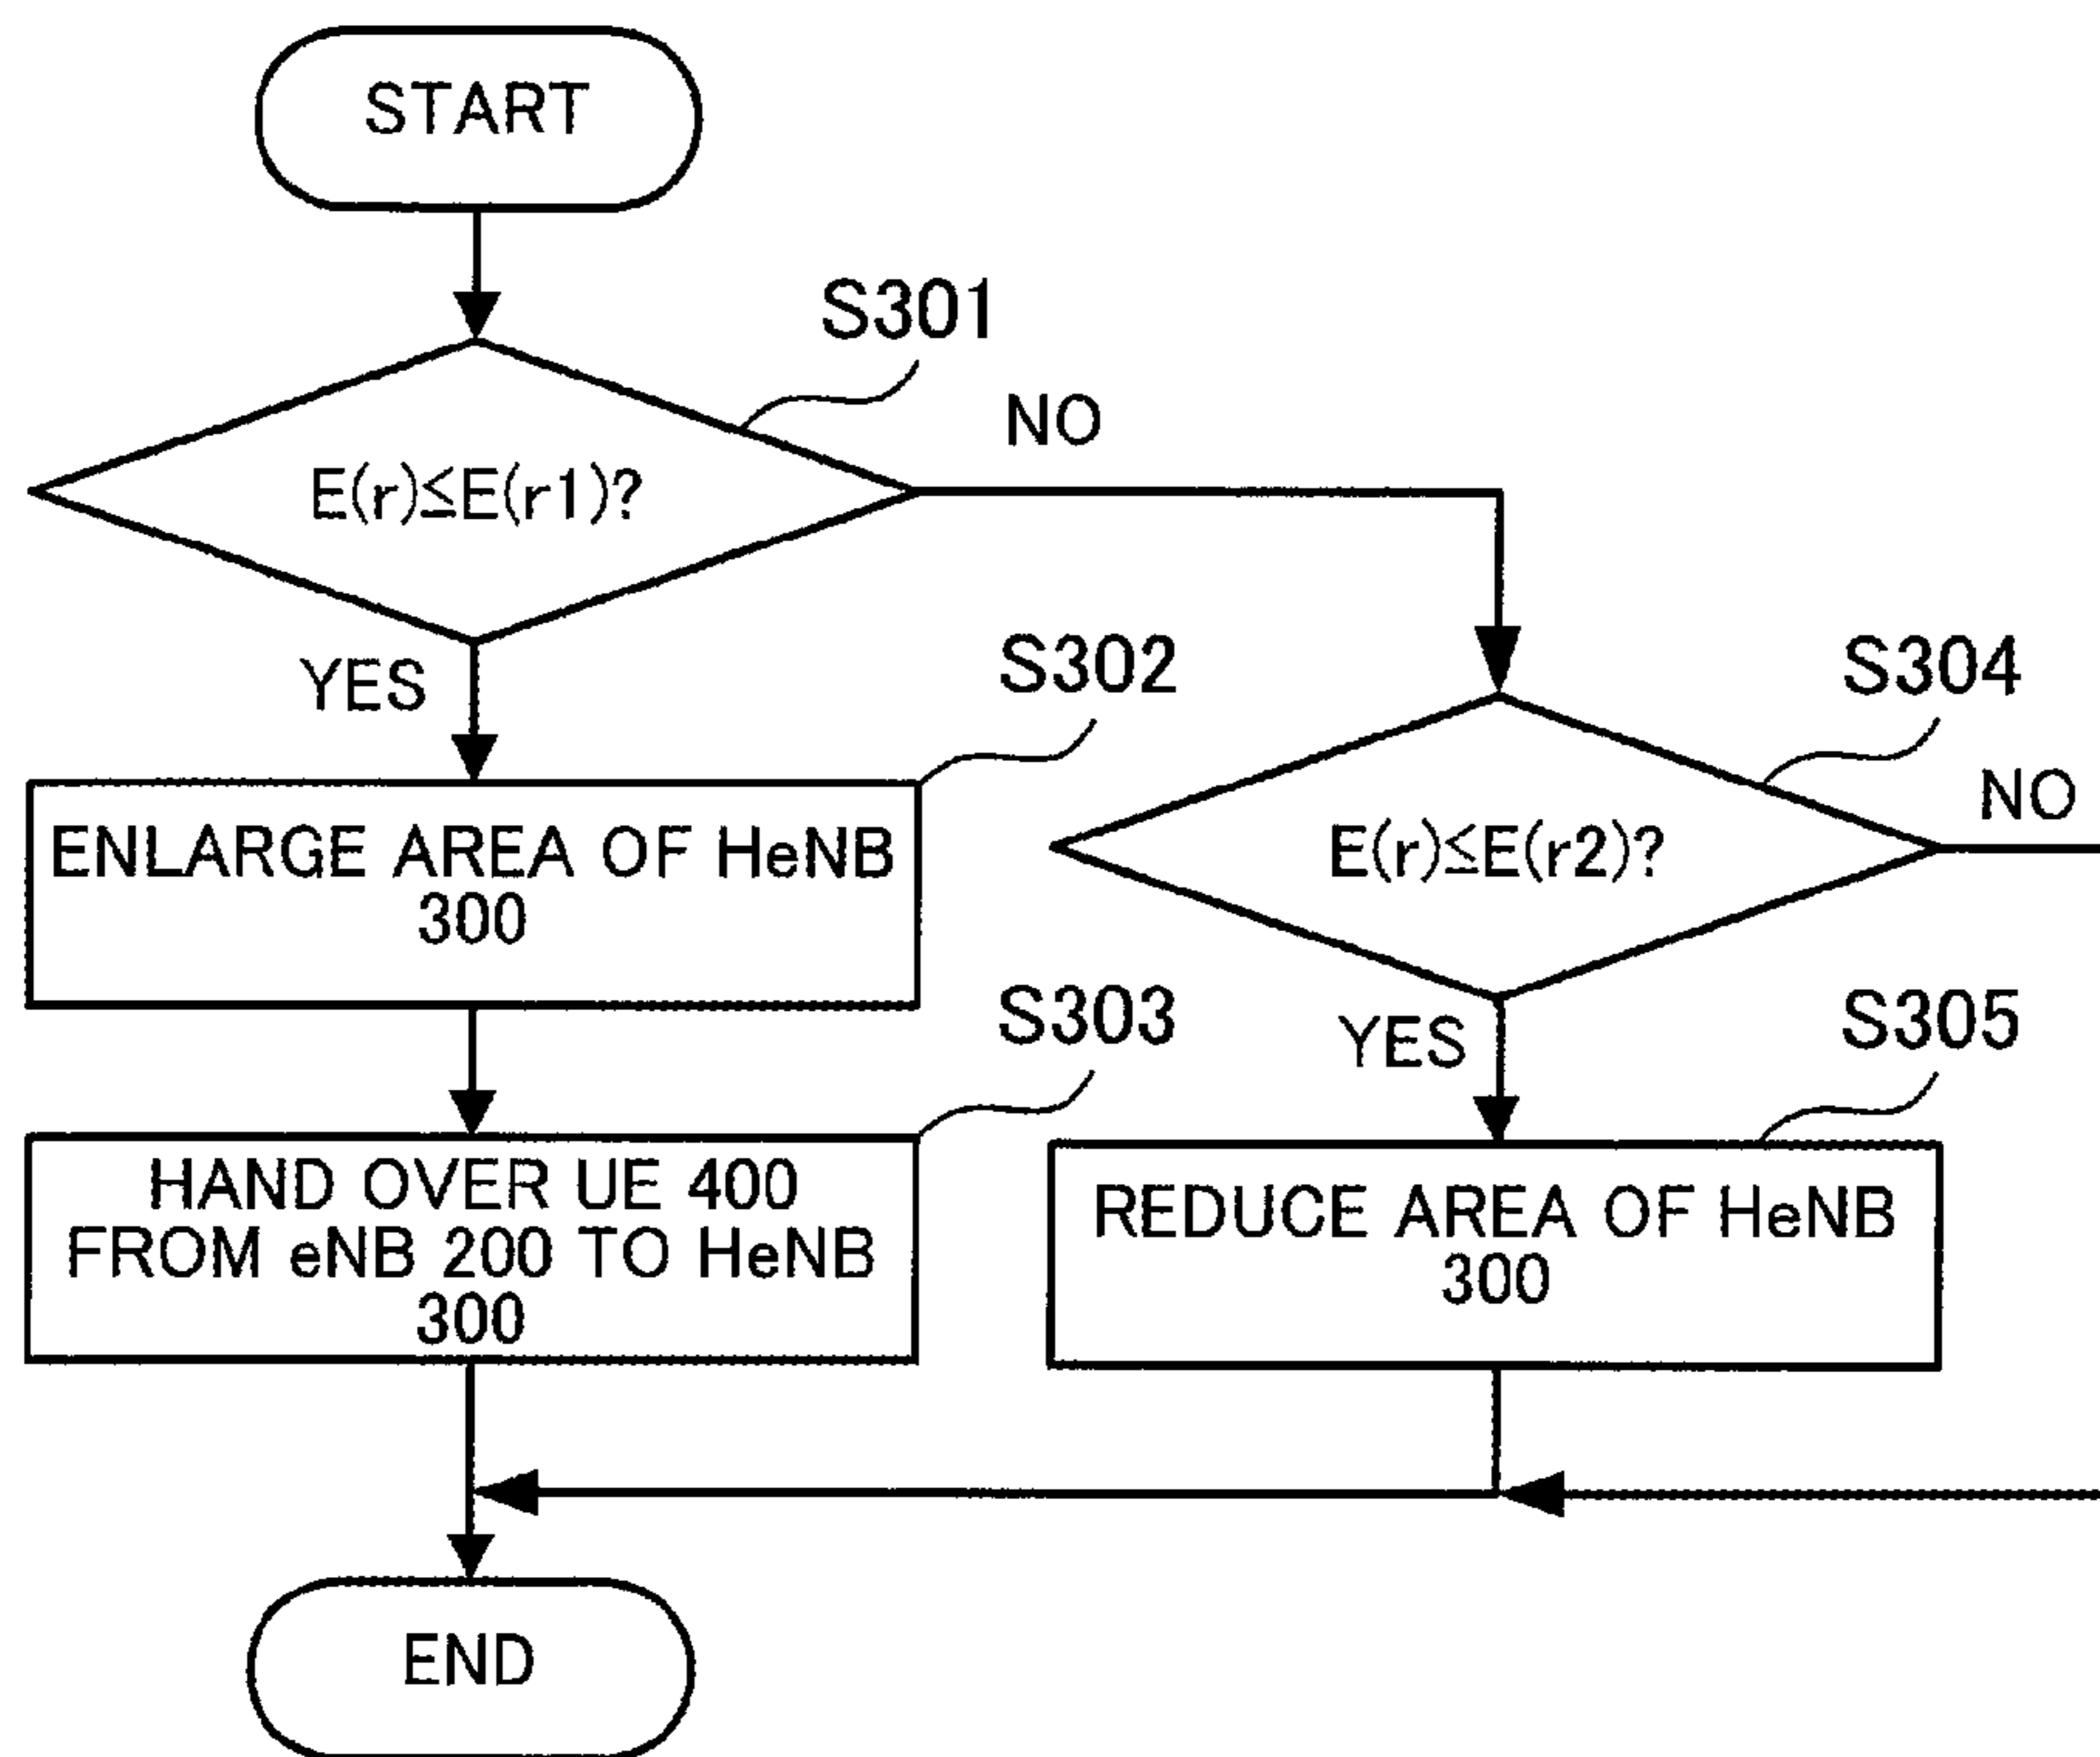 START
S301
NO
E(r)≦E(r1)?
YES
S302
ENLARGE AREA OF HeNB
300
S303
HAND OVER UE 400
FROM eNB 200 TO HeNB
300
S304
NO
E(r)≦E(r2)?
YES
S305
REDUCE AREA OF HeNB
300
END